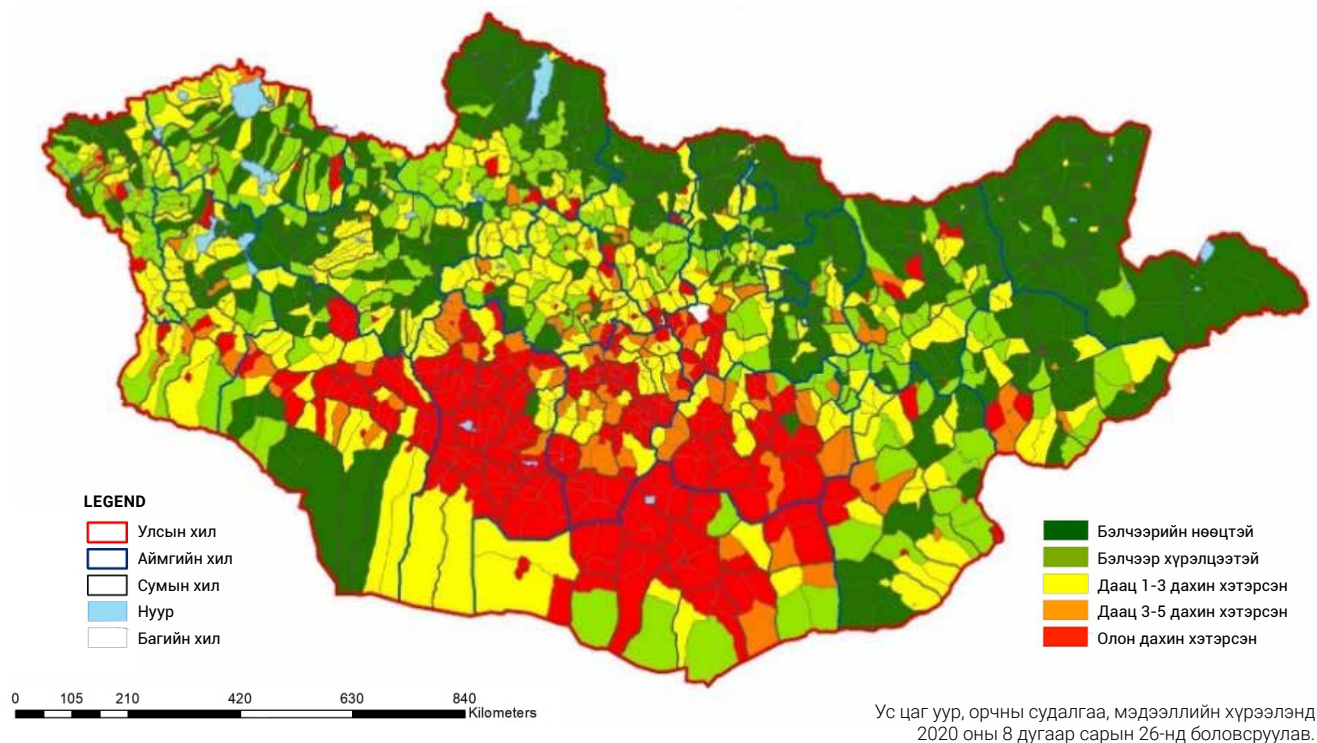 LEGEND
Улсын хил
Аймгийн хил
Сумын хил
Нуур
Багийн хил
Бэлчээрийн нөөцтэй
Бэлчээр хүрэлцээтэй
Даац 1-3 дахин хэтэрсэн
Даац 3-5 дахин хэтэрсэн
Олон дахин хэтэрсэн
0 105 210 420 630 840
Kilometers
Ус цаг уур, орчны судалгаа, мэдээллийн хүрээлэнд
2020 оны 8 дугаар сарын 26-нд боловсруулав.